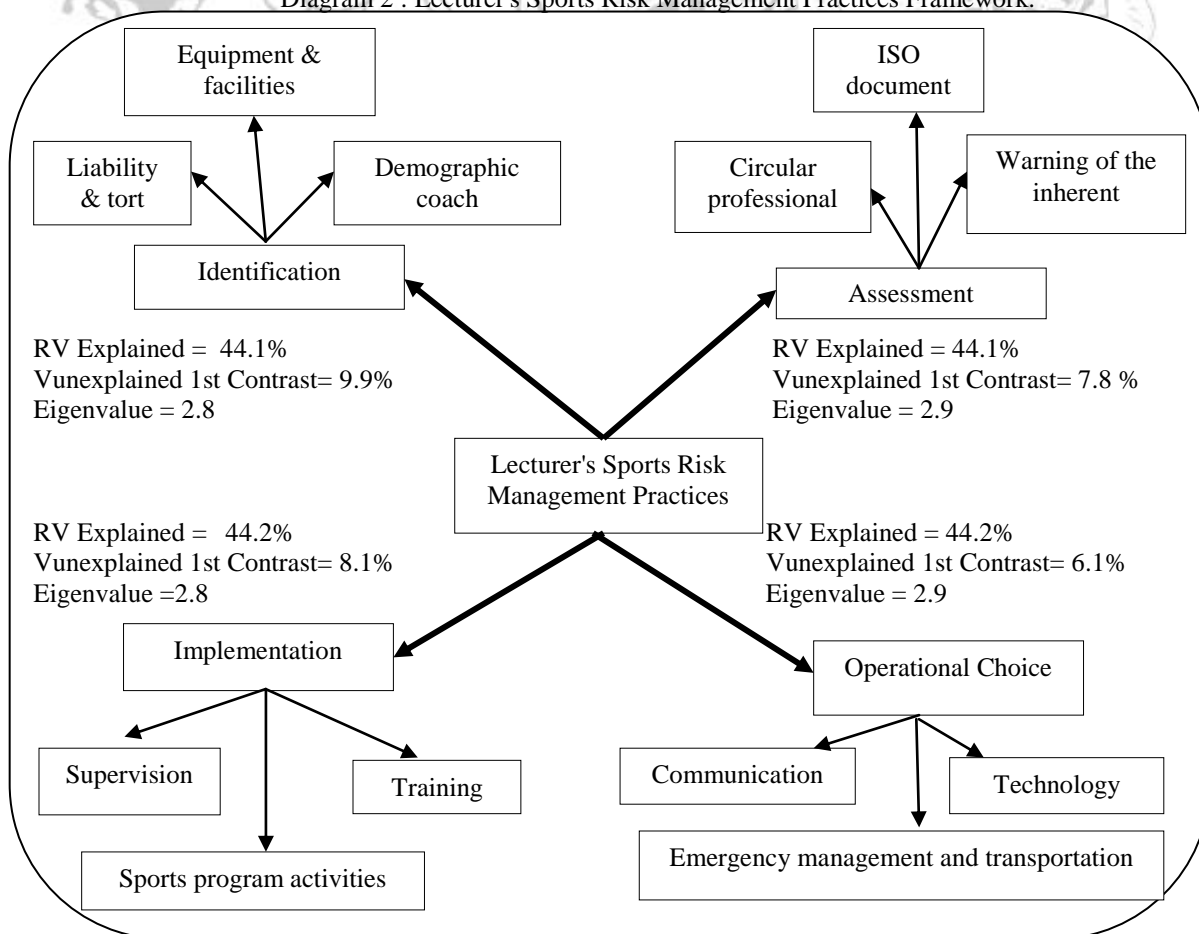 Diagram 2 : Lecturer's Sports Risk Management Practices Framework.
Equipment &
facilities
ISO
document
Liability
& tort
Demographic
coach
Circular
professional
Warning of the
inherent
Identification
Assessment
RV Explained = 44.1%
Vunexplained 1st Contrast= 9.9%
Eigenvalue = 2.8
RV Explained = 44.1%
Vunexplained 1st Contrast= 7.8 %
Eigenvalue = 2.9
Lecturer's Sports Risk
Management Practices
RV Explained = 44.2%
Vunexplained 1st Contrast= 8.1%
Eigenvalue =2.8
RV Explained = 44.2%
Vunexplained 1st Contrast= 6.1%
Eigenvalue = 2.9
Implementation
Operational Choice
Supervision
Training
Communication
Technology
Sports program activities
Emergency management and transportation